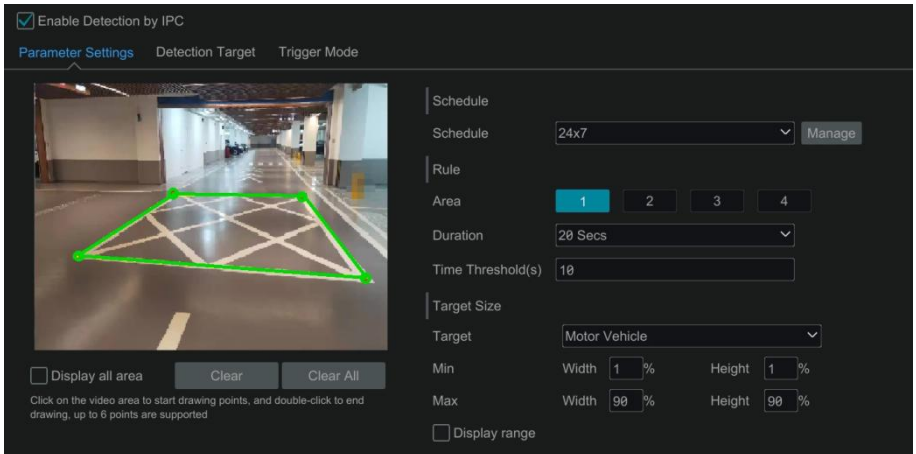 Enable Detection by IPC
Parameter Settings Detection Target Trigger Mode
Schedule
Schedule 24x7 Manage
Rule
Area 1 2 3 4
Duration 20 Secs
Time Threshold(s) 10
Target Size
Target Motor Vehicle
Min Width 1 % Height 1 %
Max Width 90 % Height 90 %
Display range
Display all area Clear Clear All
Click on the video area to start drawing points, and double-click to end
drawing, up to 6 points are supported